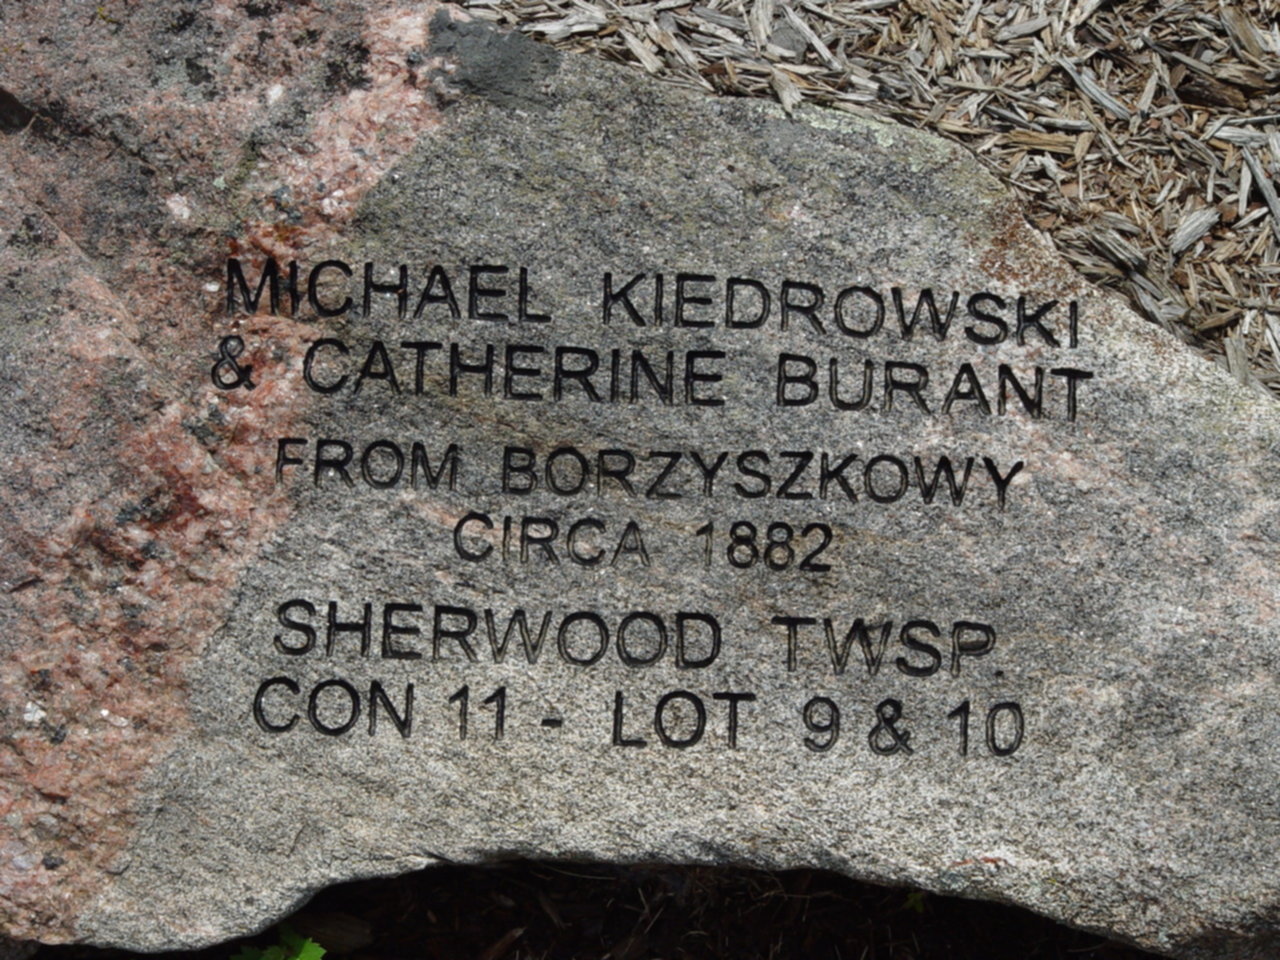 MICHAEL KIEDROWSKI
& CATHERINE BURANT
FROM BORZYSZKOWY
CIRCA 1882
SHERWOOD TWSP.
CON 11 - LOT 9 & 10